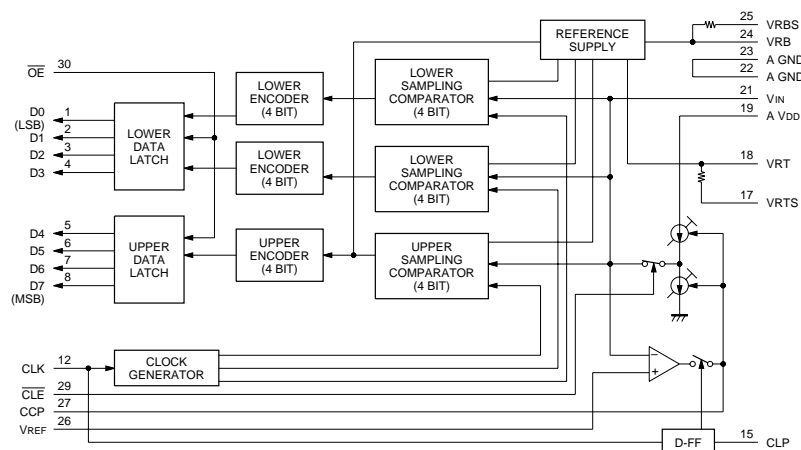 25 VRBS
REFERENCE
SUPPLY
24 VRB
23 A GND
22 A GND
OE 30
LOWER
ENCODER
(4 BIT)
LOWER
SAMPLING
COMPARATOR
(4 BIT)
21 VIN
19 A VDD
D0 1
(LSB)
D1 2
D2 3
D3 4
LOWER
DATA
LATCH
LOWER
ENCODER
(4 BIT)
LOWER
SAMPLING
COMPARATOR
(4 BIT)
18 VRT
17 VRTS
D4 5
D5 6
D6 7
D7 8
(MSB)
UPPER
DATA
LATCH
UPPER
ENCODER
(4 BIT)
UPPER
SAMPLING
COMPARATOR
(4 BIT)
CLK 12
CLOCK
GENERATOR
−
+
CLE 29
CCP 27
VREF 26
D-FF
15 CLP